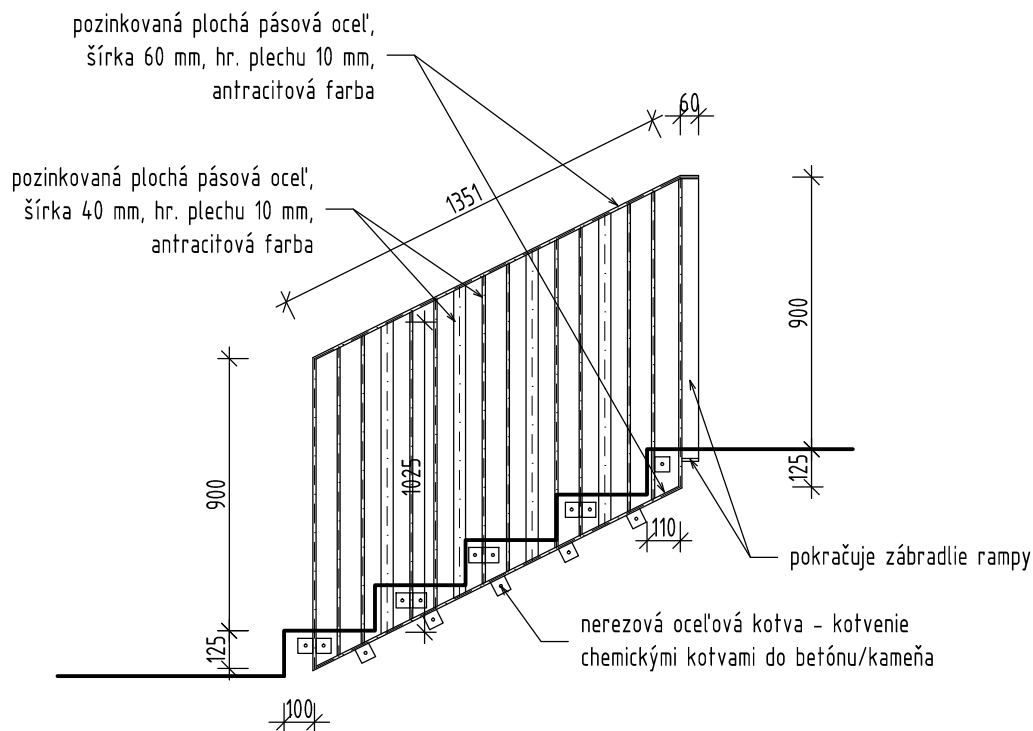 pozinkovaná plochá pásová oceľ,
šírka 60 mm, hr. plechu 10 mm,
antracitová farba
60
pozinkovaná plochá pásová oceľ,
šírka 40 mm, hr. plechu 10 mm,
antracitová farba
1351
900
1025
900
125
110
pokračuje zábradlie rampy
nerezová oceľová kotva - kotvenie
chemickými kotvami do betónu/kameňa
125
100